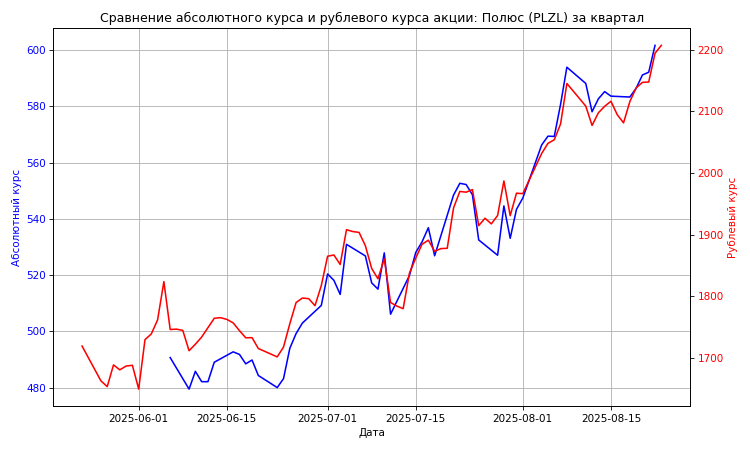 Сравнение абсолютного курса и рублевого курса акции: Полюс (PLZL) за квартал
Абсолютный курс
600
580
560
540
520
500
480
2200
2100
2000
1900
1800
1700
Рублевый курс
2025-06-01 2025-06-15 2025-07-01 2025-07-15 2025-08-01 2025-08-15
Дата